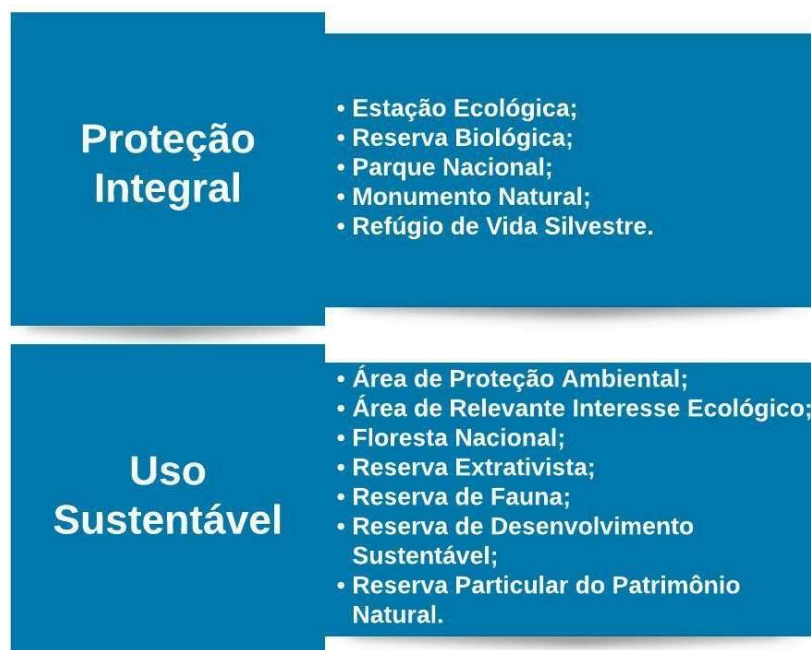 Proteção
Integral
• Estação Ecológica;
• Reserva Biológica;
• Parque Nacional;
• Monumento Natural;
• Refúgio de Vida Silvestre.
Uso
Sustentável
• Área de Proteção Ambiental;
• Área de Relevante Interesse Ecológico;
• Floresta Nacional;
• Reserva Extrativista;
• Reserva de Fauna;
• Reserva de Desenvolvimento
Sustentável;
• Reserva Particular do Patrimônio
Natural.